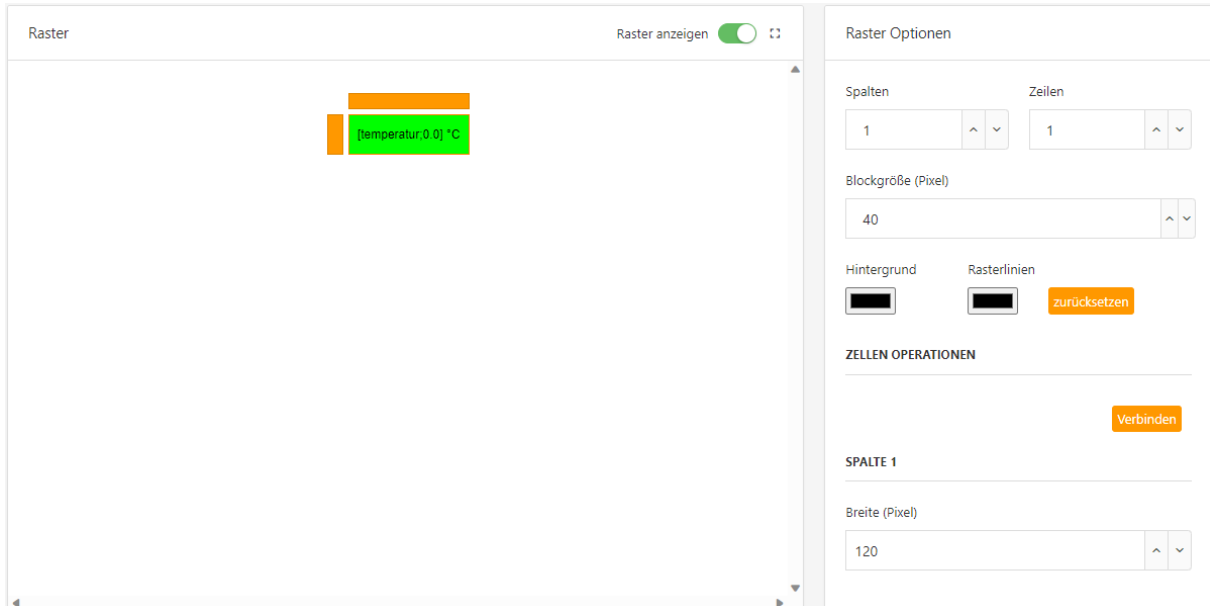 Raster
Raster anzeigen
[temperatur;0.0] °C
Raster Optionen
Spalten
Zeilen
1
1
Blockgröße (Pixel)
40
Hintergrund
Rasterlinien
zurücksetzen
ZELLEN OPERATIONEN
Verbinden
SPALTE 1
Breite (Pixel)
120